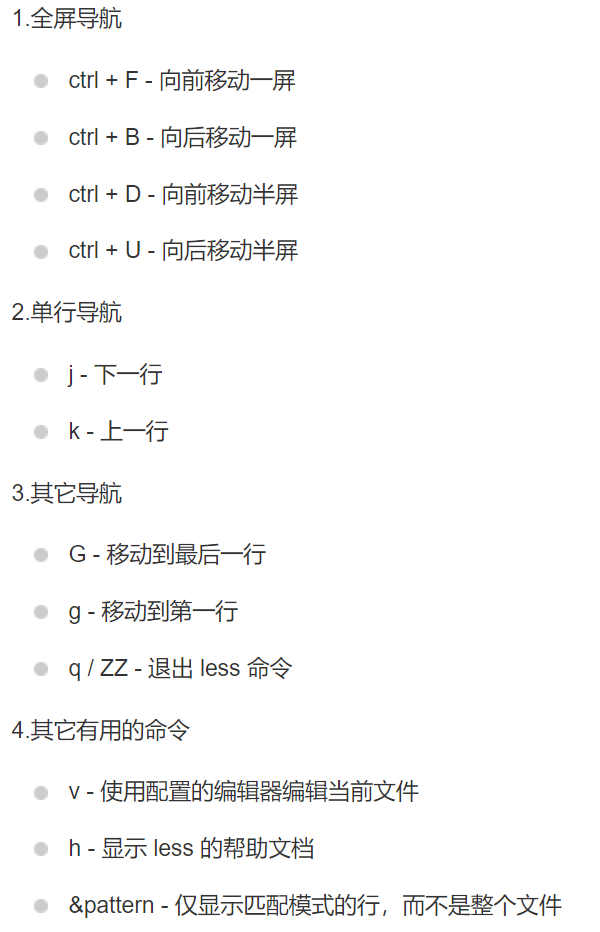 1.全屏导航
ctrl + F - 向前移动一屏
ctrl + B - 向后移动一屏
ctrl + D - 向前移动半屏
ctrl + U - 向后移动半屏
2.单行导航
j - 下一行
k - 上一行
3.其它导航
G - 移动到最后一行
g - 移动到第一行
q / ZZ - 退出 less 命令
4.其它有用的命令
v - 使用配置的编辑器编辑当前文件
h - 显示 less 的帮助文档
&pattern - 仅显示匹配模式的行，而不是整个文件